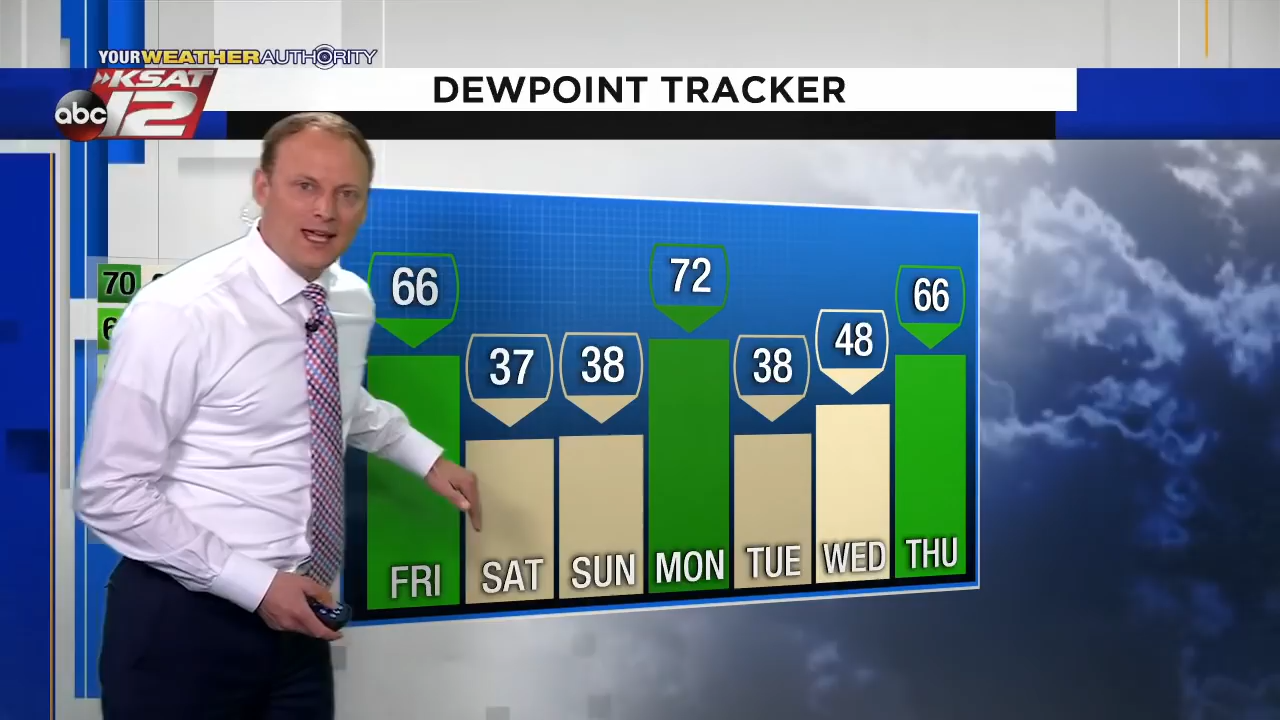 YOURWEATHERAUTHORITY
KSAT
abc 12
DEWPOINT TRACKER
70
66 37 38 72 38 48 66
FRI SAT SUN MON TUE WED THU